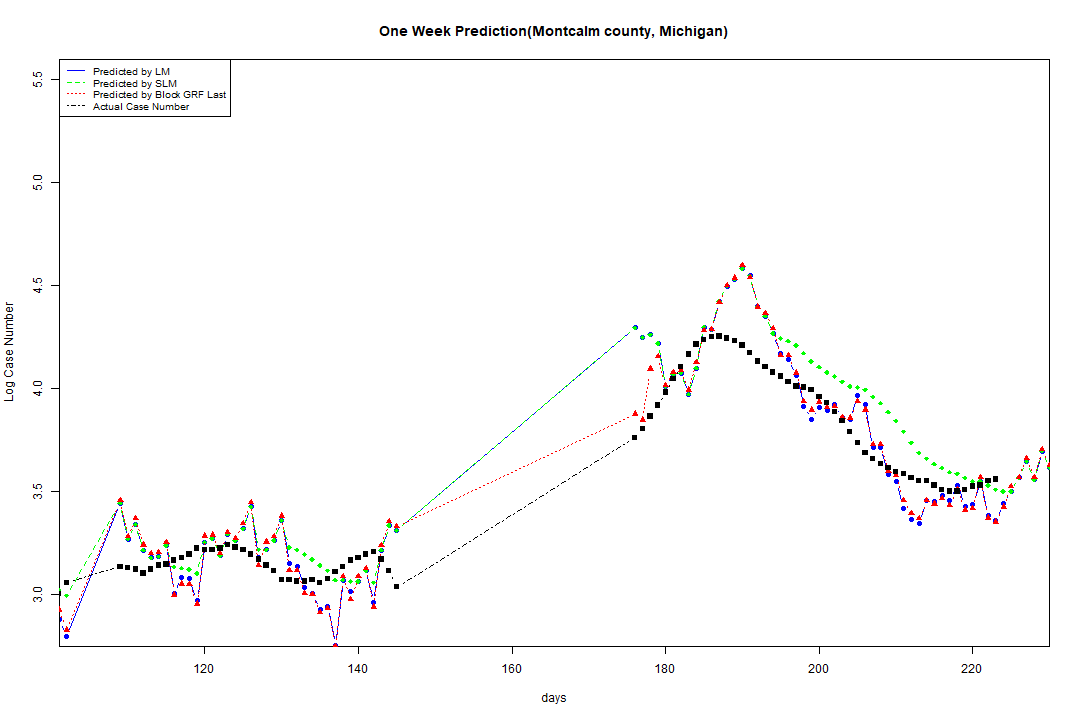 One Week Prediction(Montcalm county, Michigan)
Predicted by LM
Predicted by SLM
Predicted by Block GRF Last
Actual Case Number
5.5
5.0
4.5
4.0
3.5
3.0
Log Case Number
120
140
160
180
200
220
days